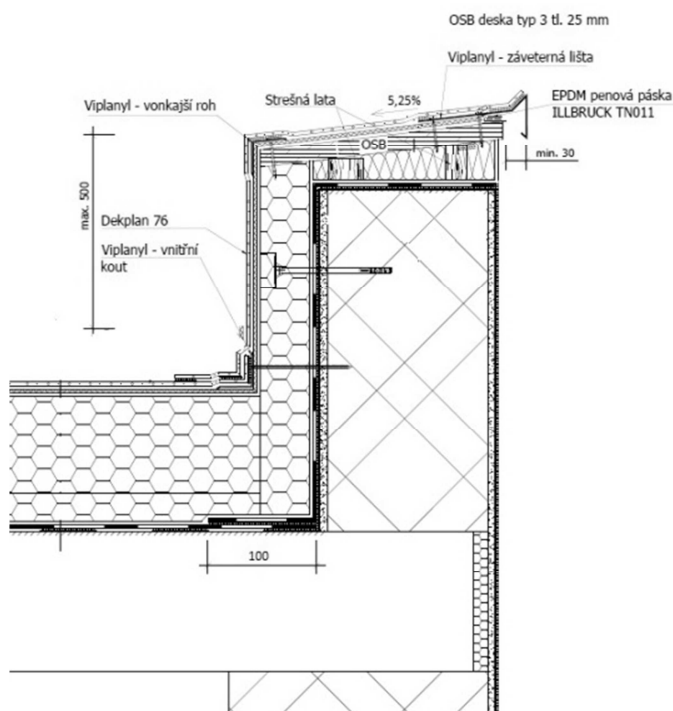 OSB deska typ 3 tl. 25 mm
Viplanyl - záveterná lišta
EPDM penová páska
ILLBRUCK TN011
Viplanyl - vonkajší roh
Strešná lata
5,25%
OSB
min. 30
max. 500
Dekplan 76
Viplanyl - vnitřní
kout
100